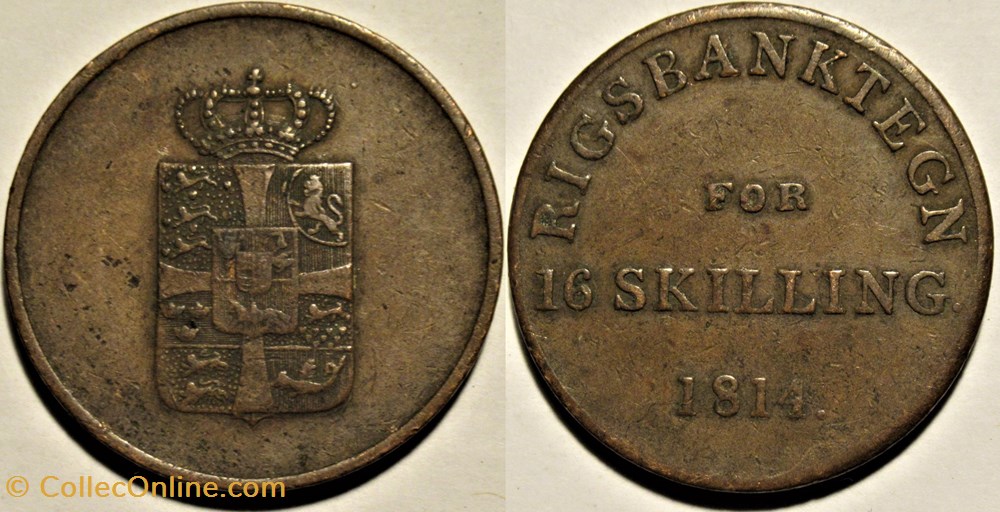 RIGSBANKTEGN
FOR
16 SKILLING.
1814.
© CollecOnline.com